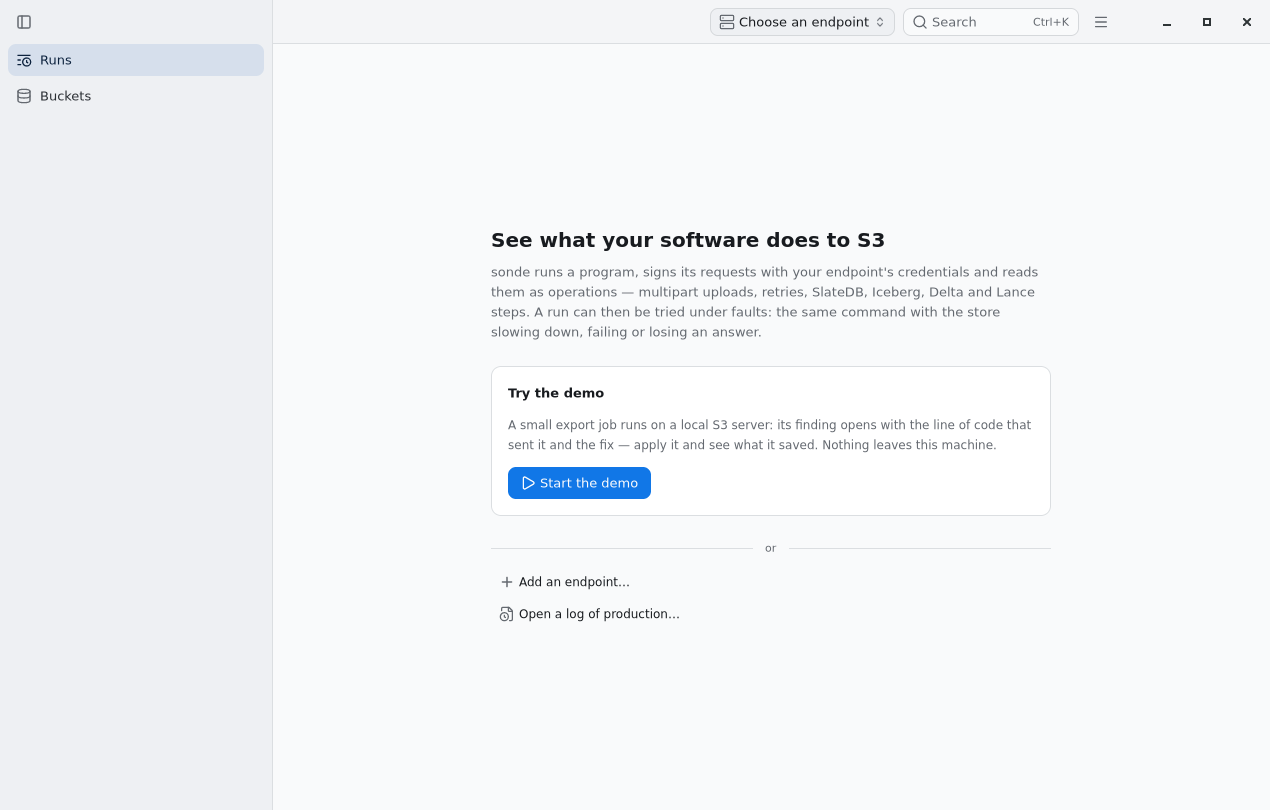 Choose an endpoint
Search
Ctrl+K
Runs
Buckets
See what your software does to S3
sonde runs a program, signs its requests with your endpoint's credentials and reads
them as operations — multipart uploads, retries, SlateDB, Iceberg, Delta and Lance
steps. A run can then be tried under faults: the same command with the store
slowing down, failing or losing an answer.
Try the demo
A small export job runs on a local S3 server: its finding opens with the line of code that
sent it and the fix — apply it and see what it saved. Nothing leaves this machine.
Start the demo
or
Add an endpoint...
Open a log of production...